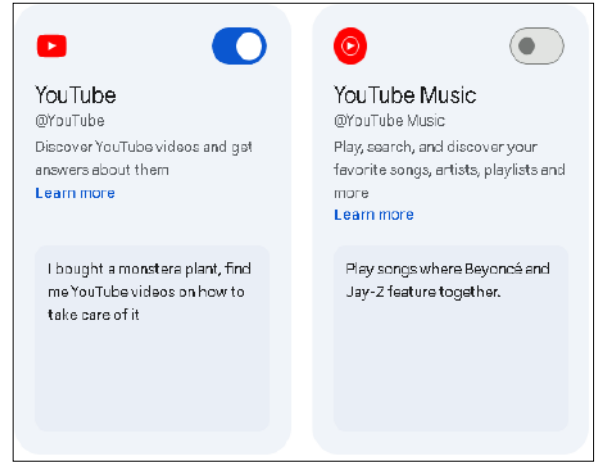 YouTube
@YouTube
Discover YouTube videos and get
answers about them
Learn more
I bought a monstera plant, find
me YouTube videos on how to
take care of it
YouTube Music
@YouTube Music
Play, search, and discover your
favorite songs, artists, playlists and
more
Learn more
Play songs where Beyoncé and
Jay-Z feature together.